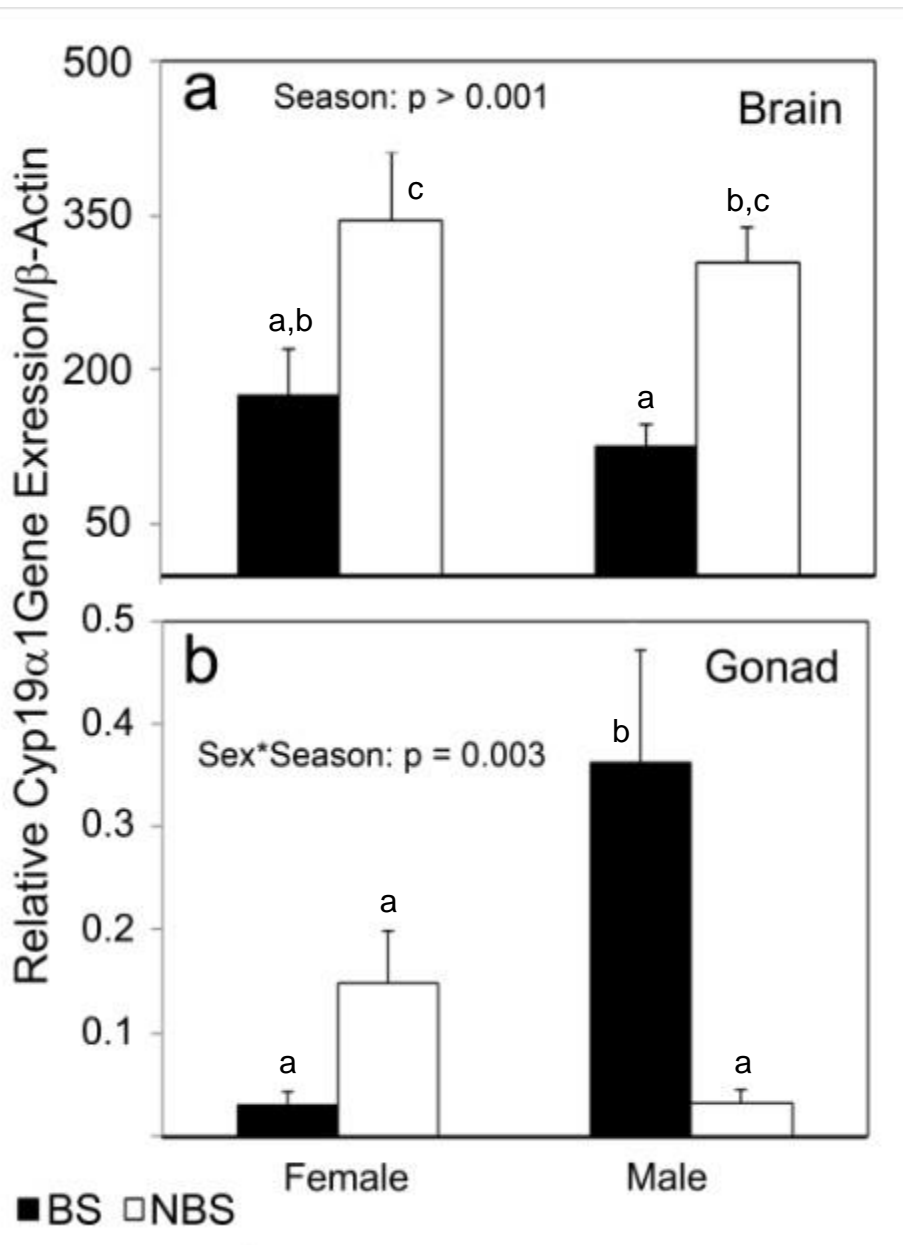 Relative Cyp19α1Gene Exression/β-Actin
500
350
200
50
a
Season: p > 0.001
Brain
a,b
c
a
b,c
0.5
0.4
0.3
0.2
0.1
b
Gonad
Sex*Season: p = 0.003
a
a
b
a
Female
Male
BS
NBS